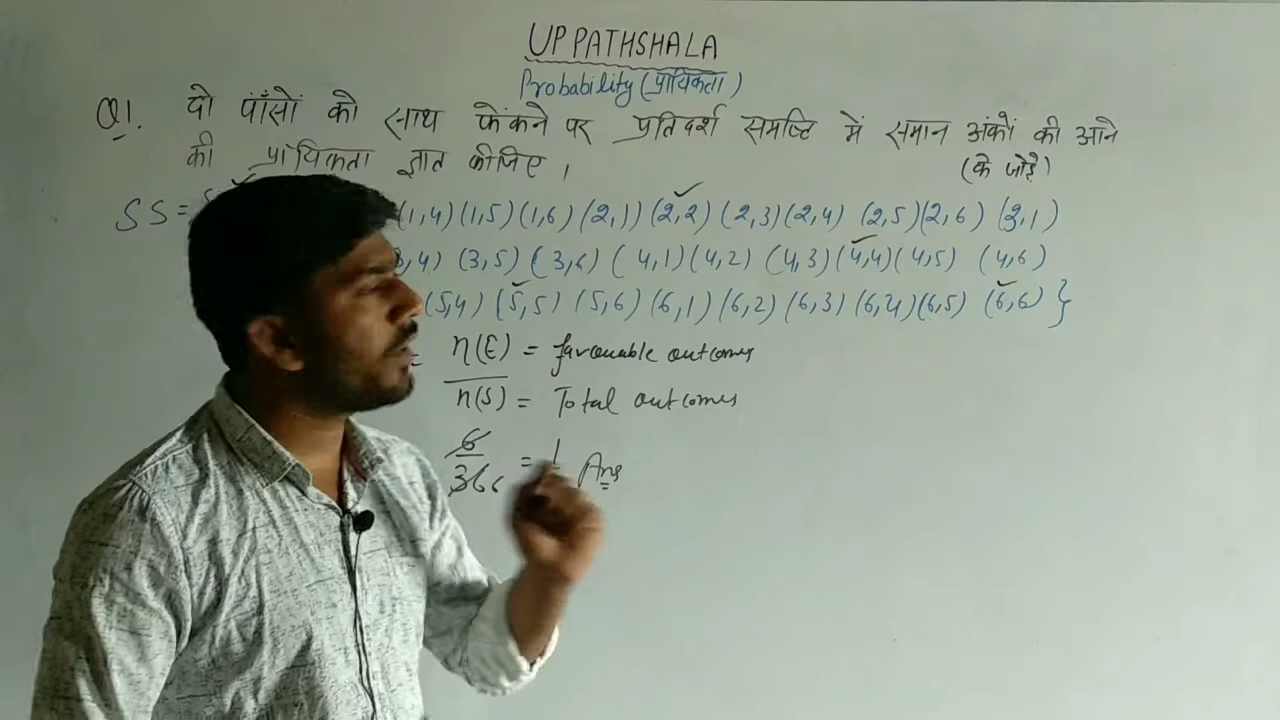 UP PATHSHALA
Probability (प्रायिकता)
Q1. दो पाँसों को साथ फेंकने पर प्रतिदर्श समष्टि में समान अंकों की आने
की प्रायिकता ज्ञात कीजिए ।
(के जोड़े)
SS = (1,4) (1,5) (1,6) (2,1) (2,2) (2,3) (2,4) (2,5) (2,6) (3,1)
,4) (3,5) (3,6) (4,1) (4,2) (4,3) (4,4) (4,5) (4,6)
(5,4) (5,5) (5,6) (6,1) (6,2) (6,3) (6,4) (6,5) (6,6) }
= n(E) = favouable outcomes
n(S) = Total outcomes
6
36 6 = 1 Ans